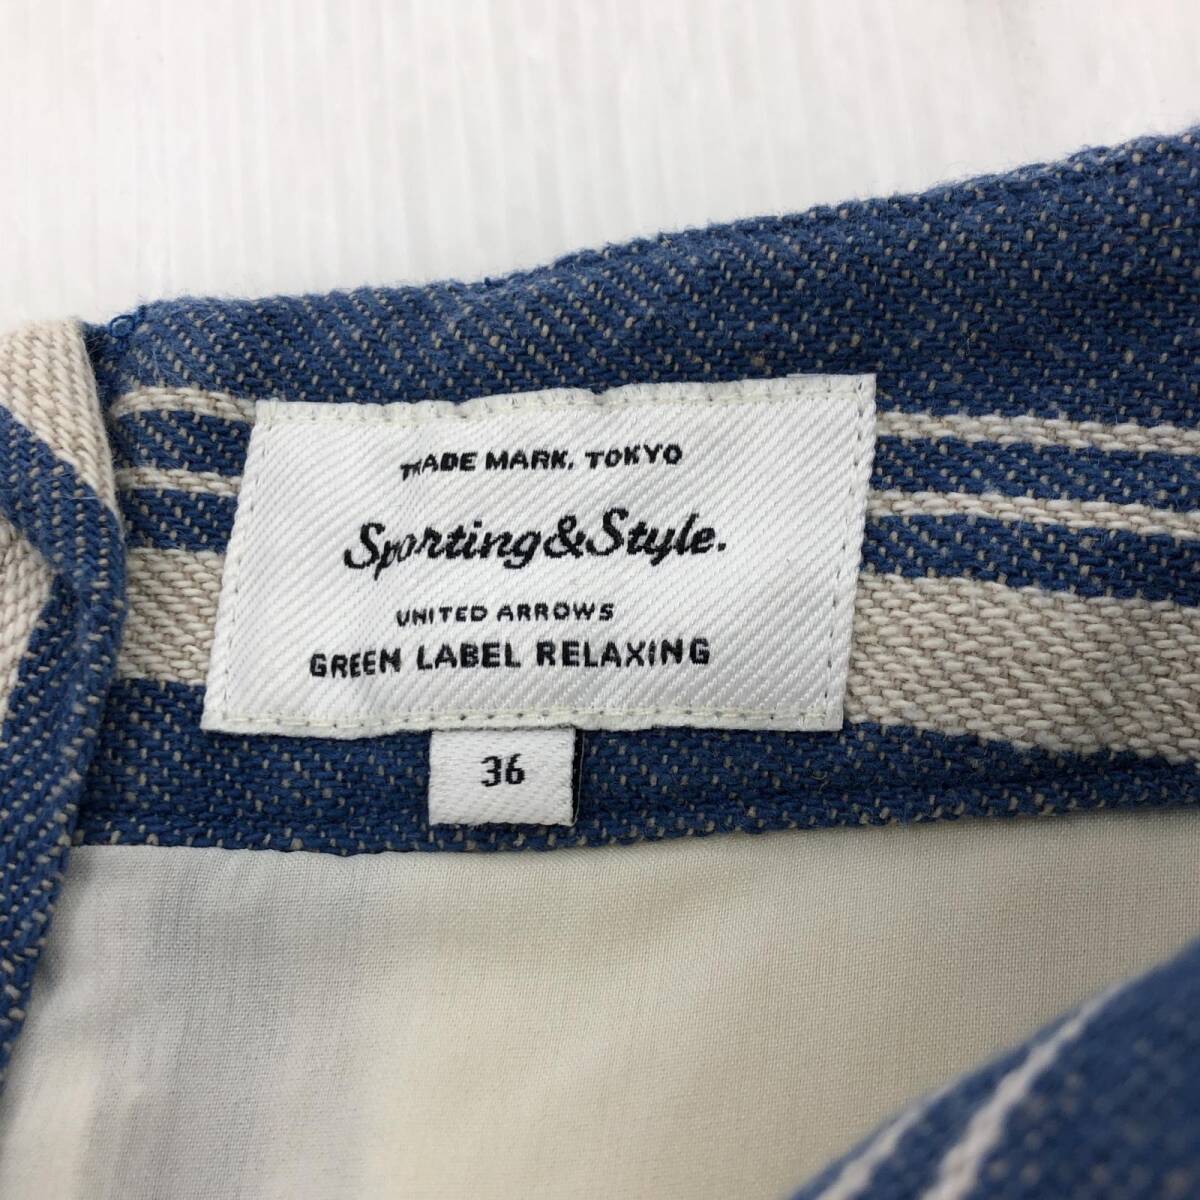 TRADE MARK. TOKYO
Sporting&Style.
UNITED ARROWS
GREEN LABEL RELAXING
36